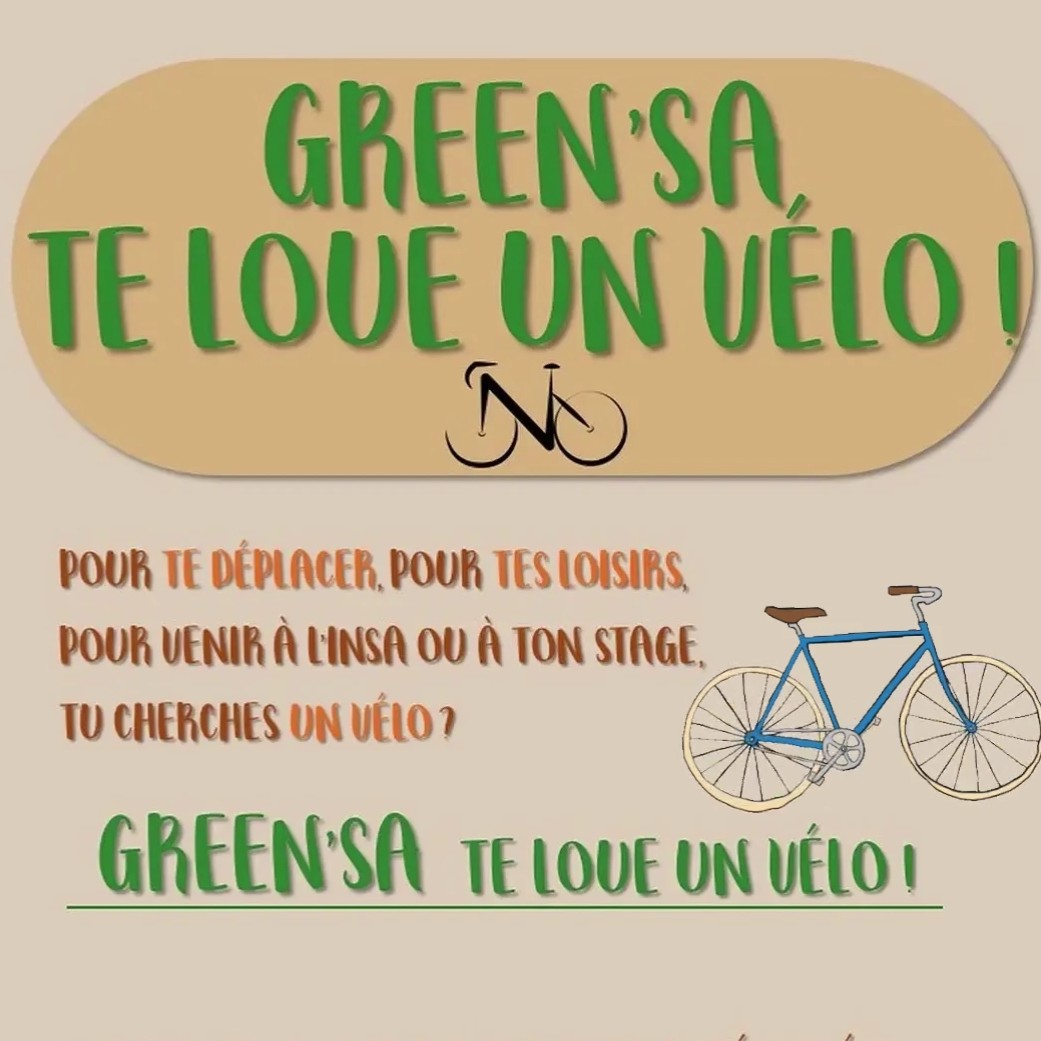 GREEN'SA
TE LOUE UN VÉLO !
POUR TE DÉPLACER, POUR TES LOISIRS,
POUR VENIR À L'INSA OU À TON STAGE,
TU CHERCHES UN VÉLO ?
GREEN'SA TE LOUE UN VÉLO !